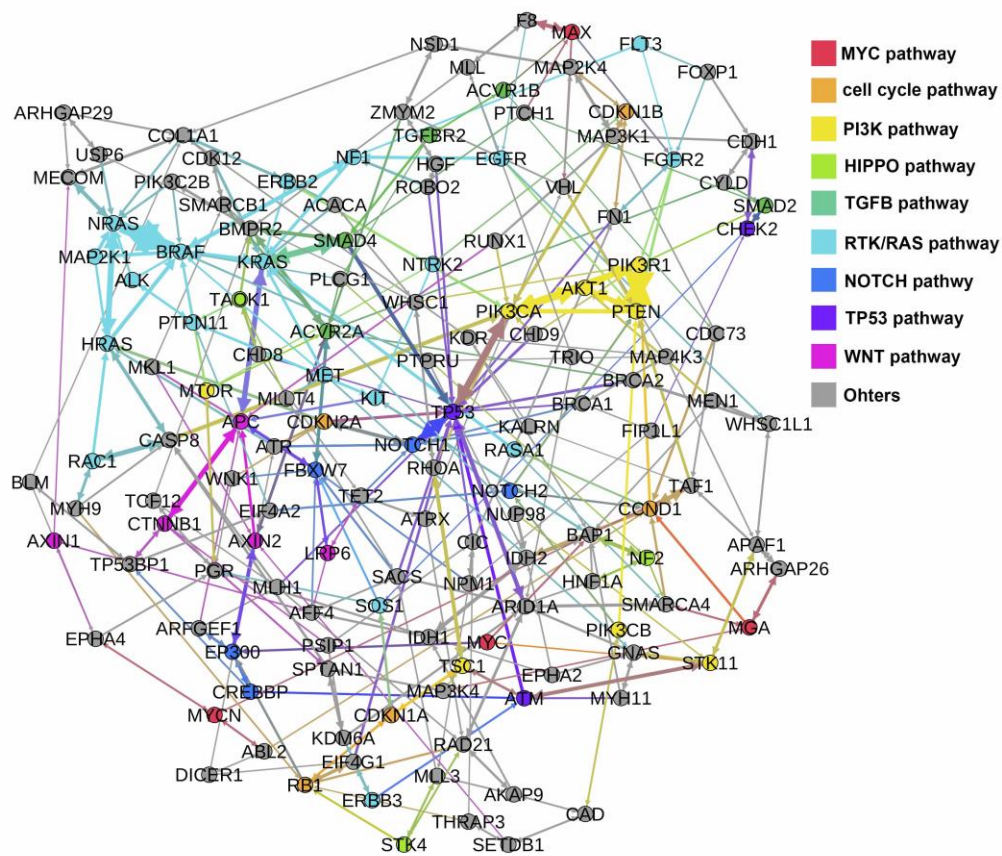 F8
MAX
NSD1
FLT3
MLL
MAP2K4
FOXP1
ACVR1B
ARHGAP29
ZMYM2
PTCH1
CDKN1B
COL1A1
TGFBR2
MAP3K1
USP6
CDK12
NF1
HGF
EGFR
FGFR2
CDH1
MECOM
PIK3C2B
ERBB2
ROBO2
VHL
CYLD
SMARCB1
ACACA
SMAD2
NRAS
BMPR2
FN1
CHEK2
MAP2K1
BRAF
KRAS
SMAD4
RUNX1
ALK
PLCG1
NTRK2
PIK3R1
TAOK1
WHSC1
AKT1
PTPN11
ACVR2A
PIK3CA
PTEN
HRAS
CHD8
KDR
CHD9
CDC73
MKL1
MET
PTPRU
TRIO
MAP4K3
MTOR
MLLT4
KIT
BRCA2
MEN1
APC
CDKN2A
TP53
BRCA1
WHSC1L1
CASP8
ATR
NOTCH1
KALRN
FIP1L1
RAC1
FBXW7
RHOA
RASA1
BLM
WNK1
TET2
NOTCH2
TAF1
MYH9
TCF12
EIF4A2
NUP98
CCND1
CTNNB1
ATRX
AXIN1
AXIN2
LRP6
CIC
BAP1
APAF1
TP53BP1
PGR
IDH2
NF2
ARHGAP26
MLH1
SACS
NPM1
HNF1A
AFF4
SOS1
ARID1A
SMARCA4
EPHA4
ARFGEF1
IDH1
MYC
PIK3CB
MGA
EP300
PSIP1
GNAS
SPTAN1
TSC1
EPHA2
STK11
CREBBP
MAP3K4
ATM
MYH11
MYCN
CDKN1A
KDM6A
ABL2
EIF4G1
RAD21
DICER1
RB1
MLL3
ERBB3
AKAP9
THRAP3
CAD
STK4
SETDB1
MYC pathway
cell cycle pathway
PI3K pathway
HIPPO pathway
TGFB pathway
RTK/RAS pathway
NOTCH pathway
TP53 pathway
WNT pathway
Ohters